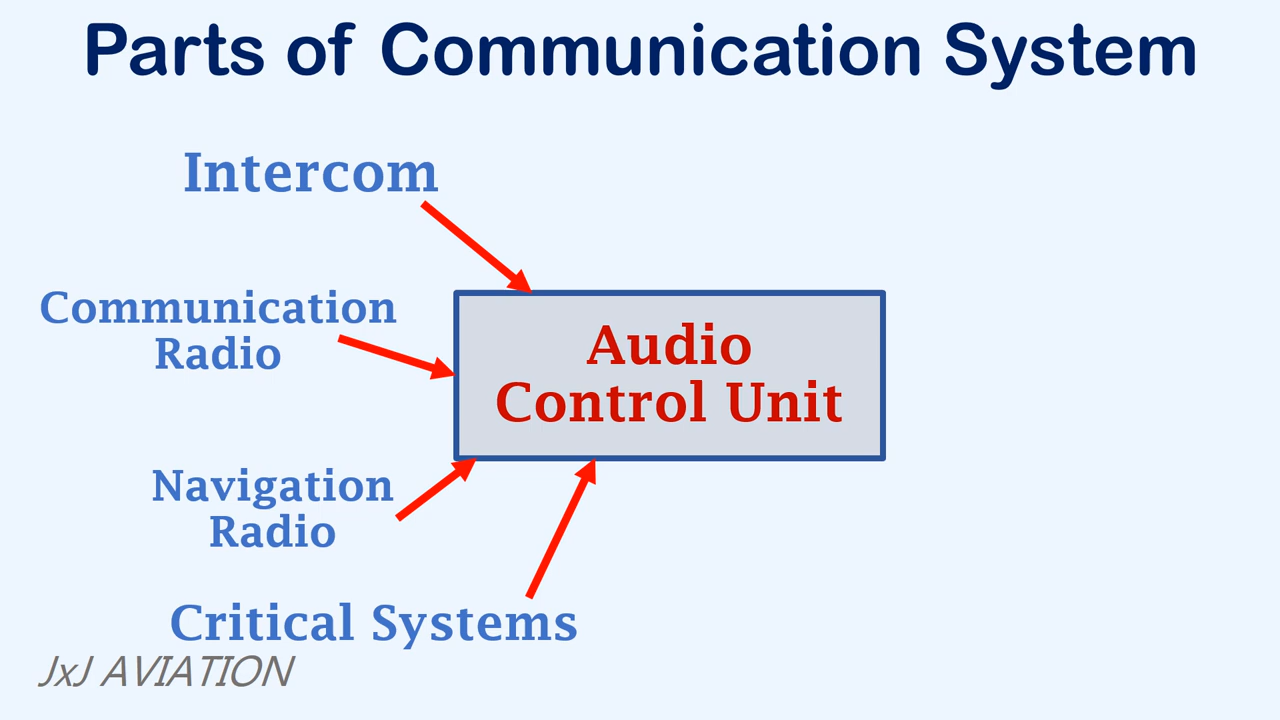 Parts of Communication System
Intercom
Communication
Radio
Audio
Control Unit
Navigation
Radio
Critical Systems
JxJ AVIATION